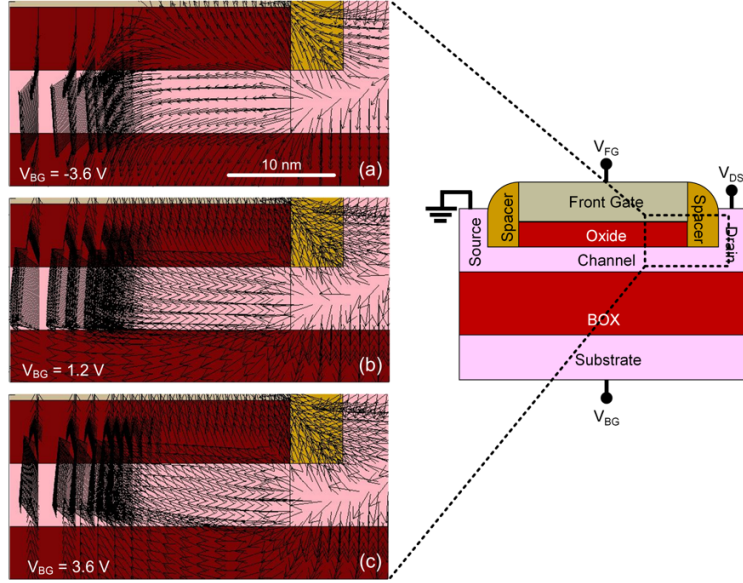 V_BG = -3.6 V
10 nm
(a)
V_BG = 1.2 V
(b)
V_BG = 3.6 V
(c)
V_FG
V_DS
Front Gate
Spacer
Spacer
Oxide
Source
Drain
Channel
BOX
Substrate
V_BG